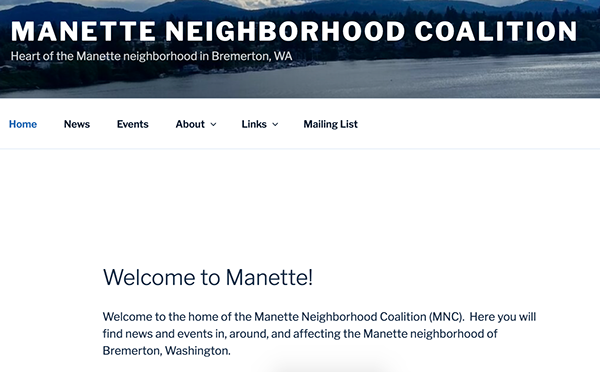 MANETTE NEIGHBORHOOD COALITION
Heart of the Manette neighborhood in Bremerton, WA
Home News Events About Links Mailing List
Welcome to Manette!
Welcome to the home of the Manette Neighborhood Coalition (MNC).  Here you will
find news and events in, around, and affecting the Manette neighborhood of
Bremerton, Washington.